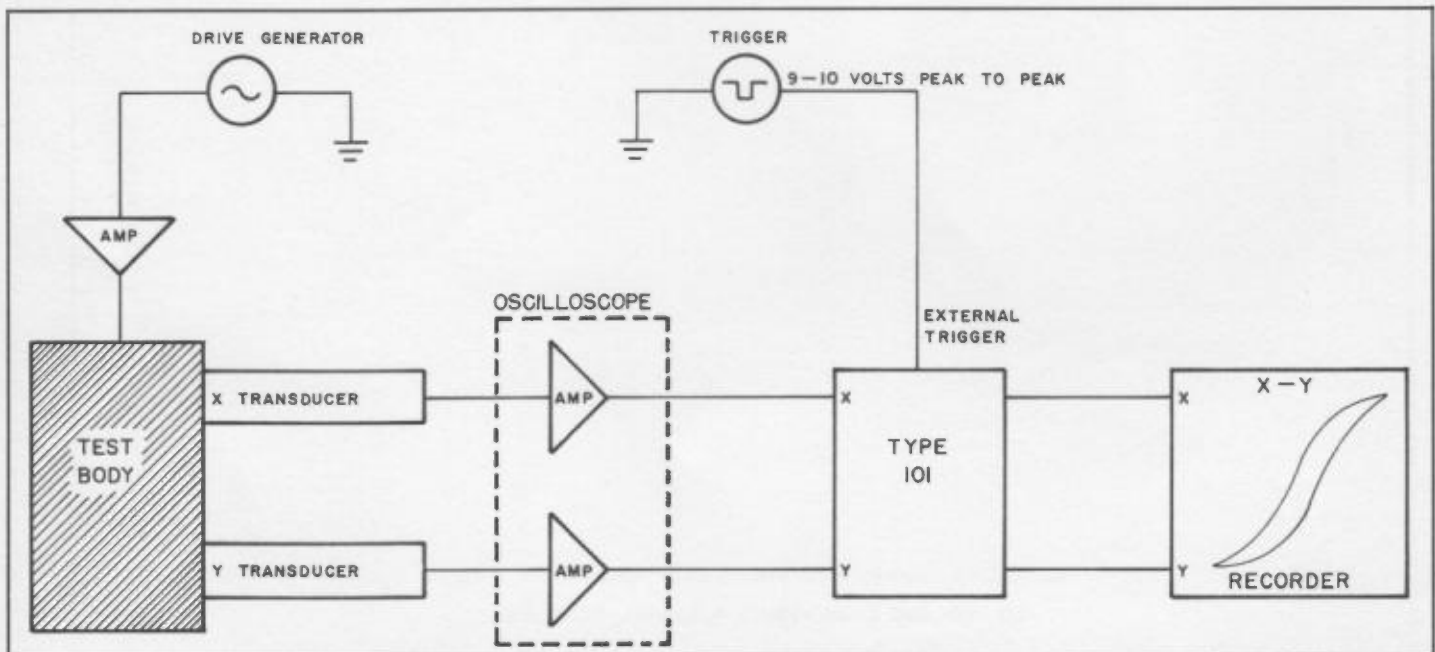 DRIVE GENERATOR
TRIGGER
9-10 VOLTS PEAK TO PEAK
AMP
OSCILLOSCOPE
EXTERNAL
TRIGGER
X TRANSDUCER
AMP
X
TYPE
101
X
X-Y
TEST
BODY
Y TRANSDUCER
AMP
Y
Y
RECORDER